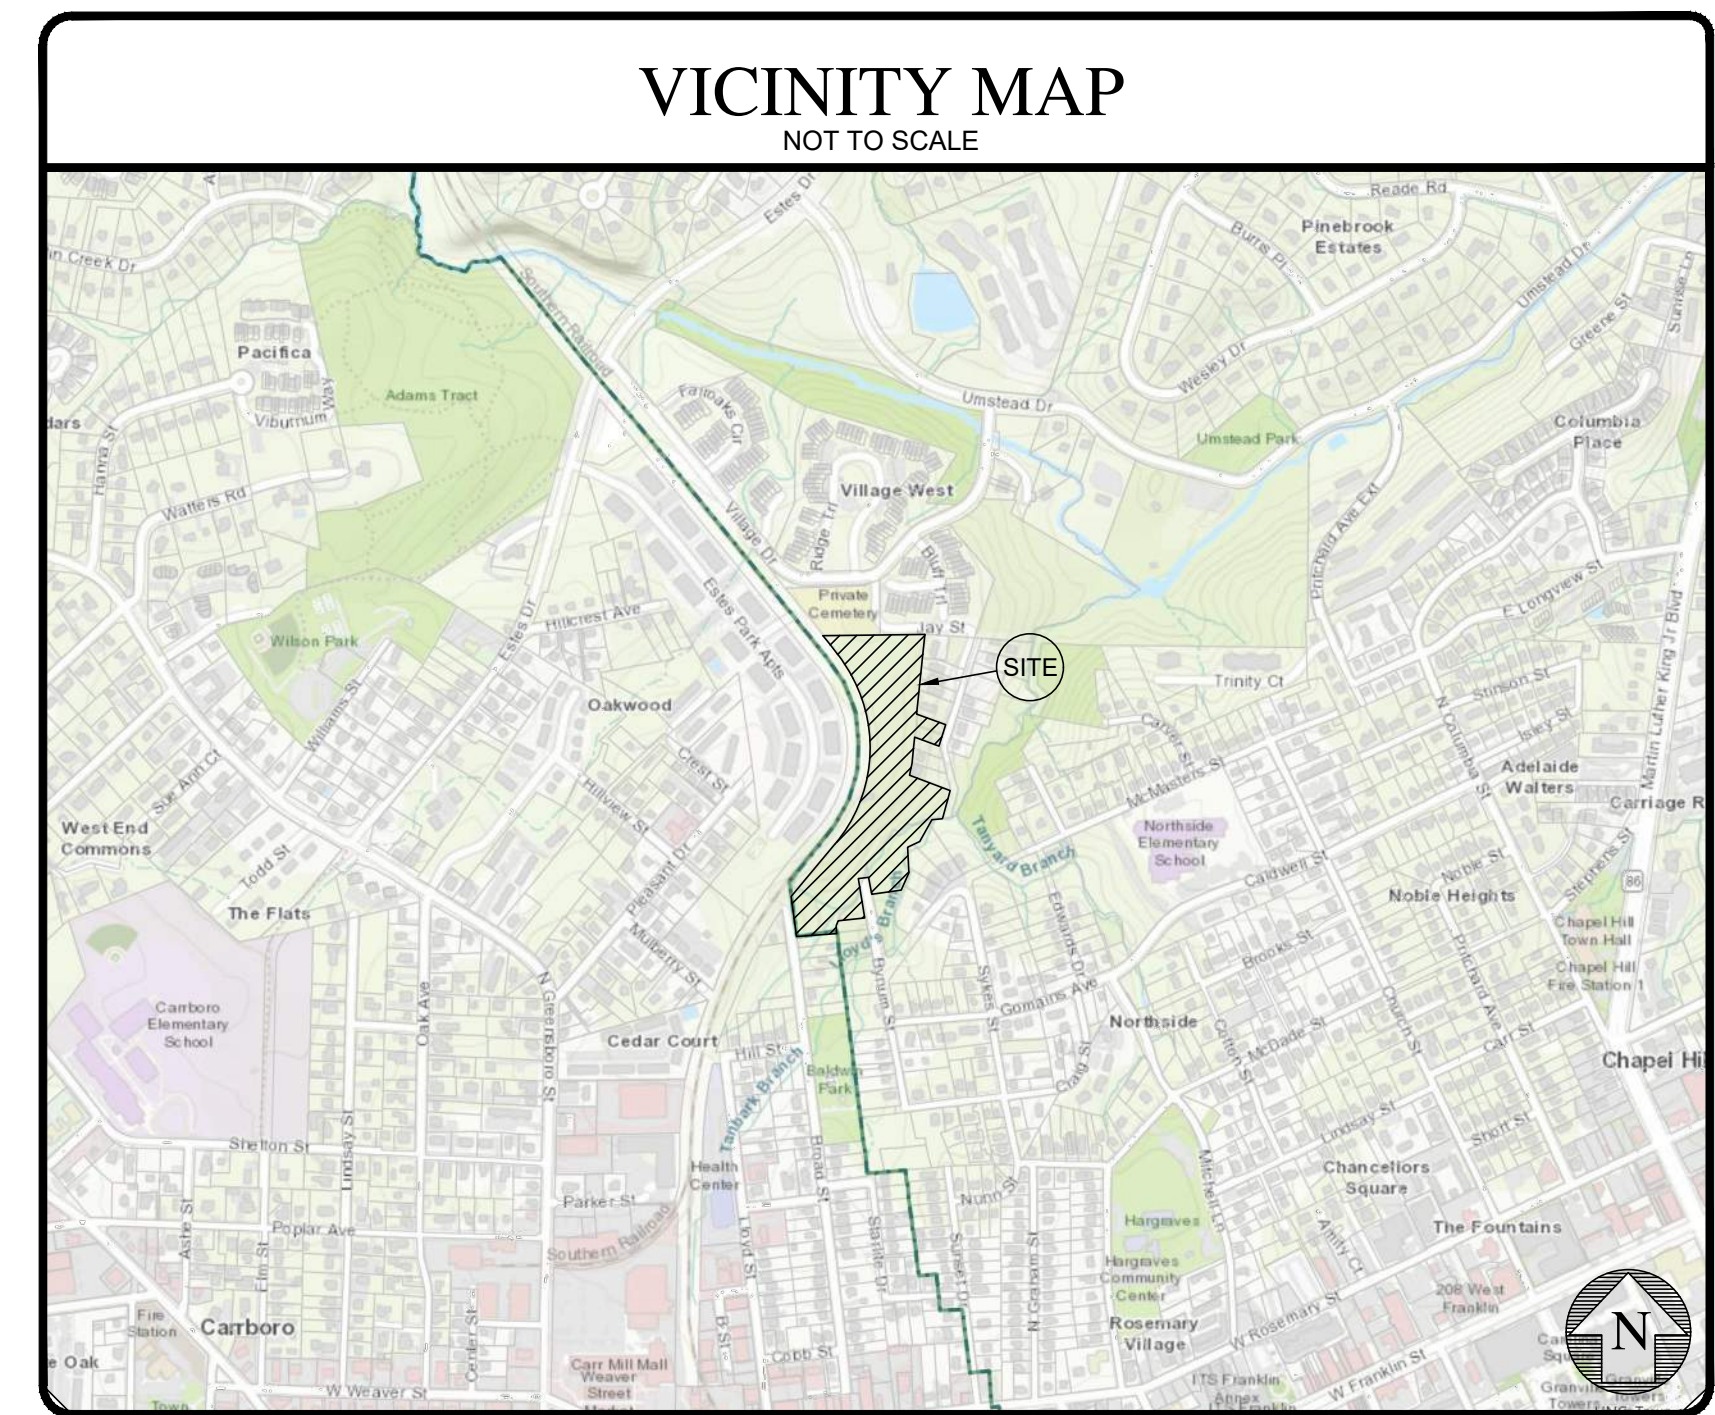 VICINITY MAP
NOT TO SCALE
Reade Rd
Estes Dr
Pinebrook
Estates
Burris Pl
Umstead Dr
Creek Dr
Southern Railroad
Greene St
Sunrise Ln
Pacifica
Way
Viburnum
Adams Tract
Wesley Dr
Fairoaks Cir
Umstead Dr
Umstead Park
Columbia
Place
Hanna St
Watters Rd
Village West
Village Dr
Ridge Trl
Bluff Trl
Pritchard Ave Ext
E Longview St
Martin Luther King Jr Blvd
Private
Cemetery
Jay St
Estes Park Apts
Hillcrest Ave
Estes Dr
Wilson Park
SITE
Trinity Ct
Stinson St
Oakwood
Williams St
N Columbia St
Isley St
Carver St
McMasters St
Crest St
Sue Ann Ct
Adelaide
Walters
Hillview St
Carriage R
West End
Commons
Northside
Elementary
School
Tanyard Branch
Todd St
Pleasant Dr
Caldwell St
Noble St
Stephens St
86
Noble Heights
The Flats
Edwards Dr
Lloyd's Branch
Mulberry St
Brooks St
Pritchard Ave
Chapel Hill
Town Hall
Chapel Hill
Fire Station 1
N Greensboro St
Oak Ave
Bynum St
Sykes St
Gomains Ave
Church St
Carrboro
Elementary
School
Northside
Cedar Court
Hill St
Craig St
Cotton St
McDade St
Carr St
Chapel Hi
Baldwin
Park
Tanbark Branch
Lindsay St
Short St
Shelton St
Lindsay St
Broad St
Health
Center
Mitchell Ln
Chancellors
Square
Parker St
Nunn St
Ashe St
Poplar Ave
Southern Railroad
Hargraves
Amity Ct
The Fountains
Elm St
Lloyd St
Starlite Dr
Sunset Dr
N Graham St
Hargraves
Community
Center
208 West
Franklin
Fire
Station
Carrboro
Center St
B St
Cobb St
Rosemary
Village
W Rosemary St
N
e Oak
Carr Mill Mall
Weaver
Street
W Weaver St
ITS Franklin
Annex
W Franklin St
Granville
Towers
Town